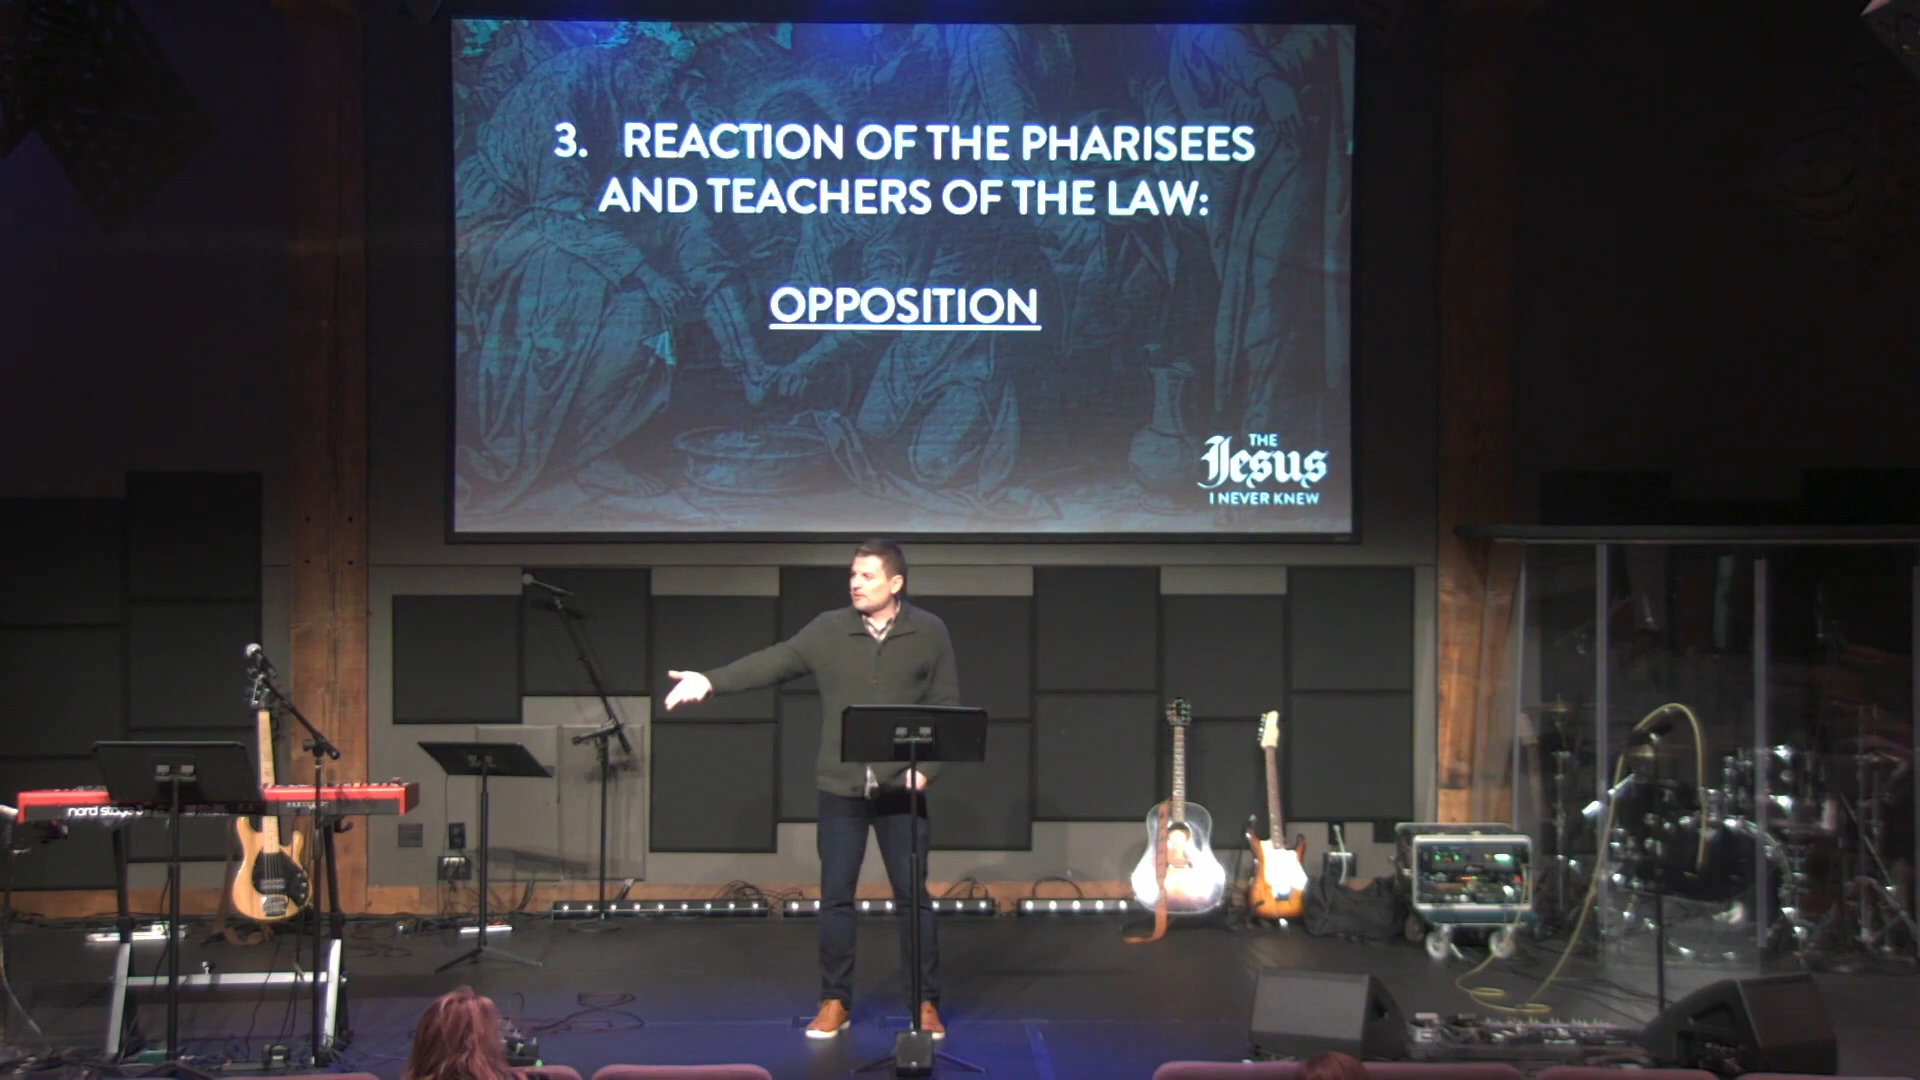 3. REACTION OF THE PHARISEES
AND TEACHERS OF THE LAW:
OPPOSITION
THE
Jesus
I NEVER KNEW
nord stage